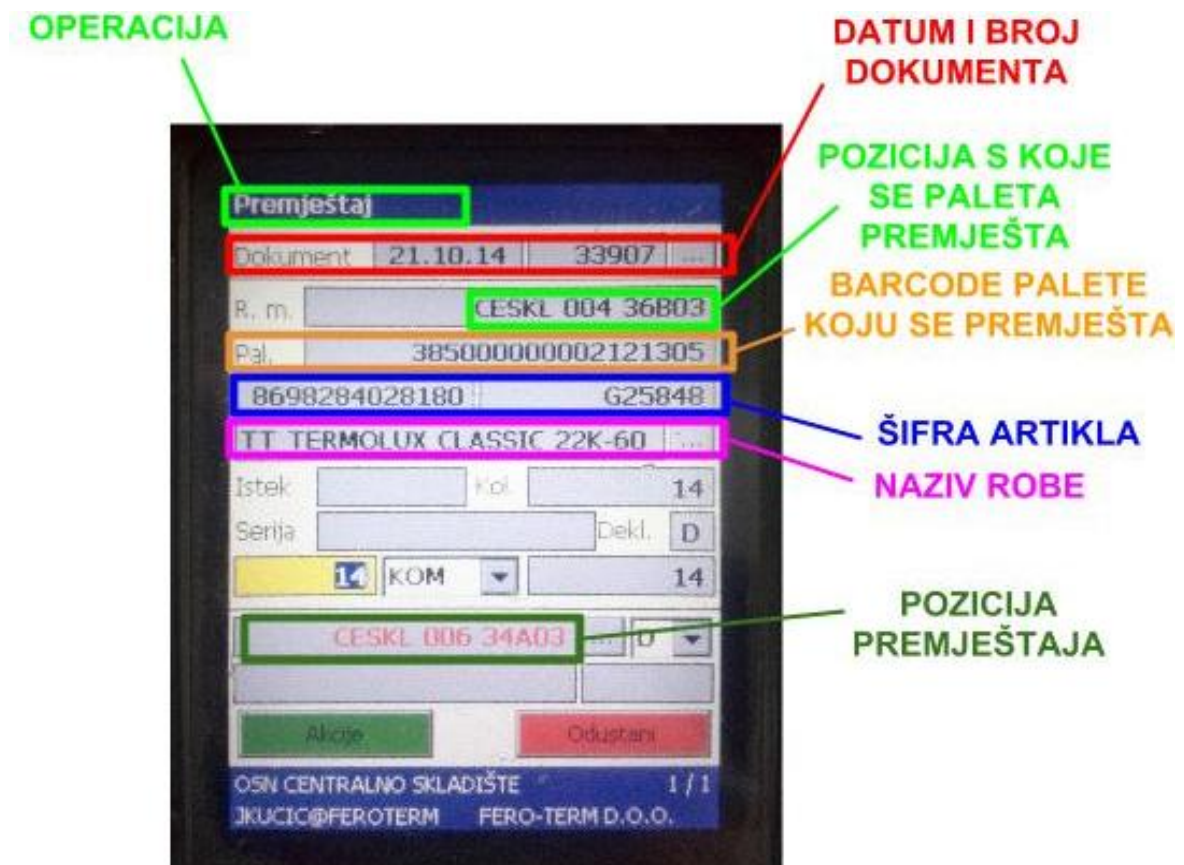 OPERACIJA
DATUM I BROJ
DOKUMENTA
POZICIJA S KOJE
SE PALETA
PREMJEŠTA
BARCODE PALETE
KOJU SE PREMJEŠTA
ŠIFRA ARTIKLA
NAZIV ROBE
POZICIJA
PREMJEŠTAJA
Premještaj
Dokument 21.10.14 33907 ...
R. m. CESKL 004 36B03
Pal. 385000000002121305
8698284028180 G25848
TT TERMOLUX CLASSIC 22K-60 ...
Istek Kol. 14
Serija Dekl. D
14 KOM 14
CESKL 006 34A03 ... D
Akcije Odustani
OSN CENTRALNO SKLADIŠTE 1/1
JKUCIC@FEROTERM FERO-TERM D.O.O.